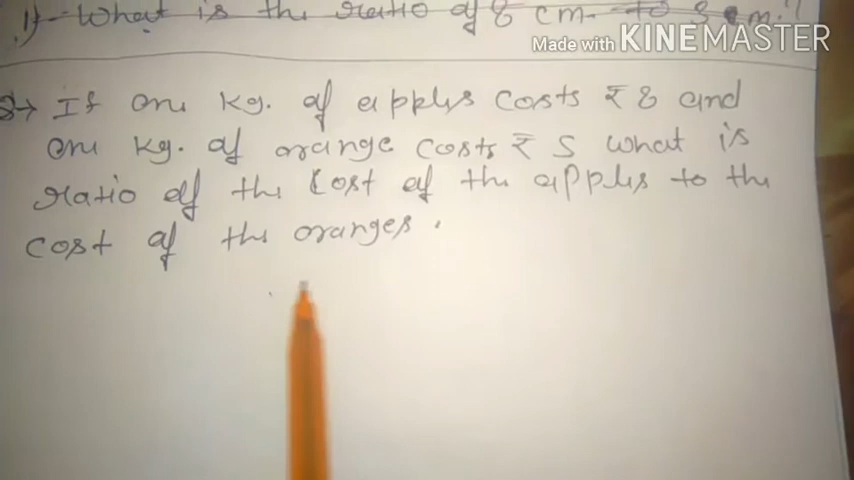 1) What is the ratio of 8 cm. to 3 cm.?
Made with KINEMASTER
If one kg. of apples costs ₹ 8 and
one kg. of orange costs ₹ 5 what is
ratio of the cost of the apples to the
cost of the oranges.